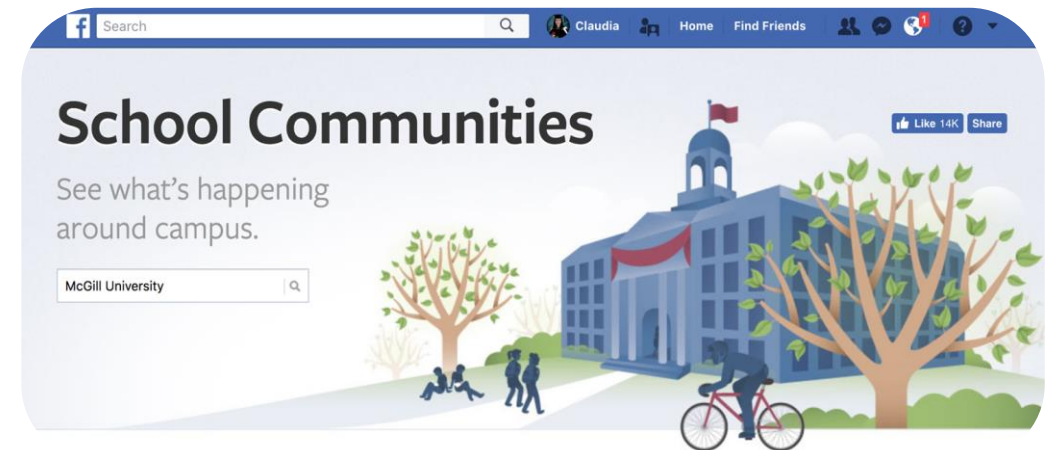 f Search Claudia Home Find Friends 1 ?
School Communities
Like 14K Share
See what's happening
around campus.
McGill University